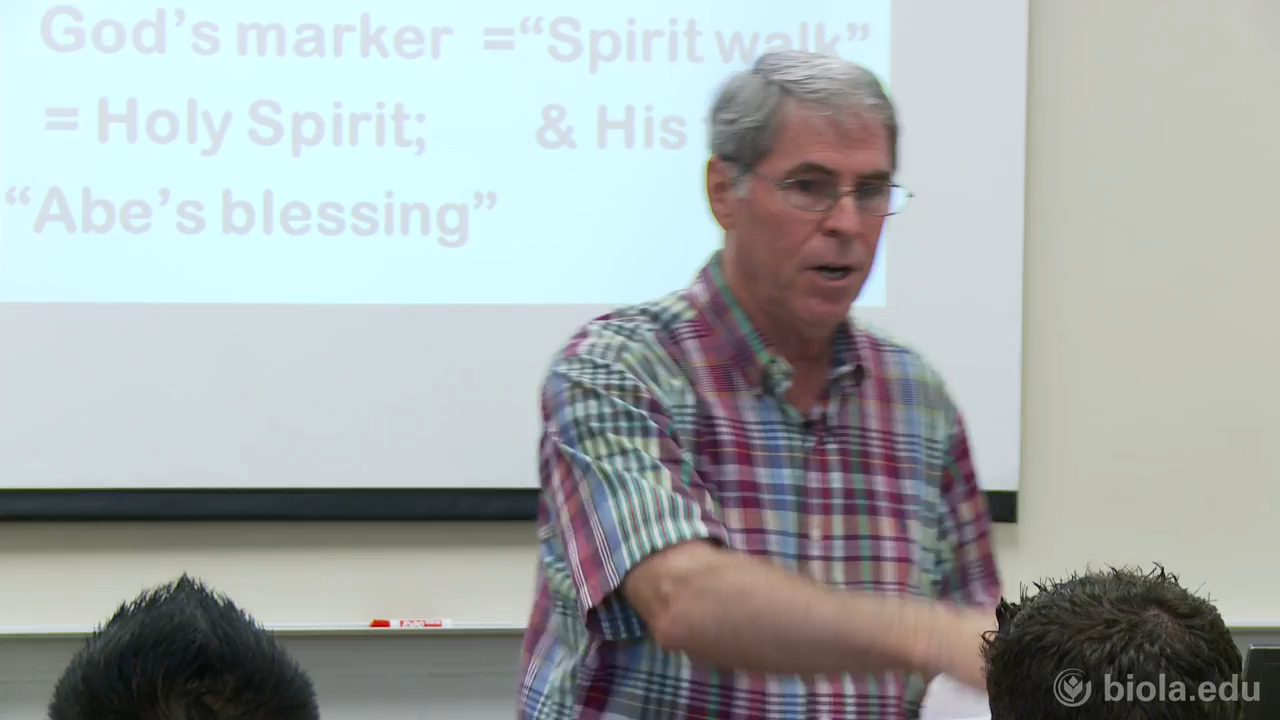 God's marker =“Spirit walk”
= Holy Spirit; & His
“Abe’s blessing”
biola.edu